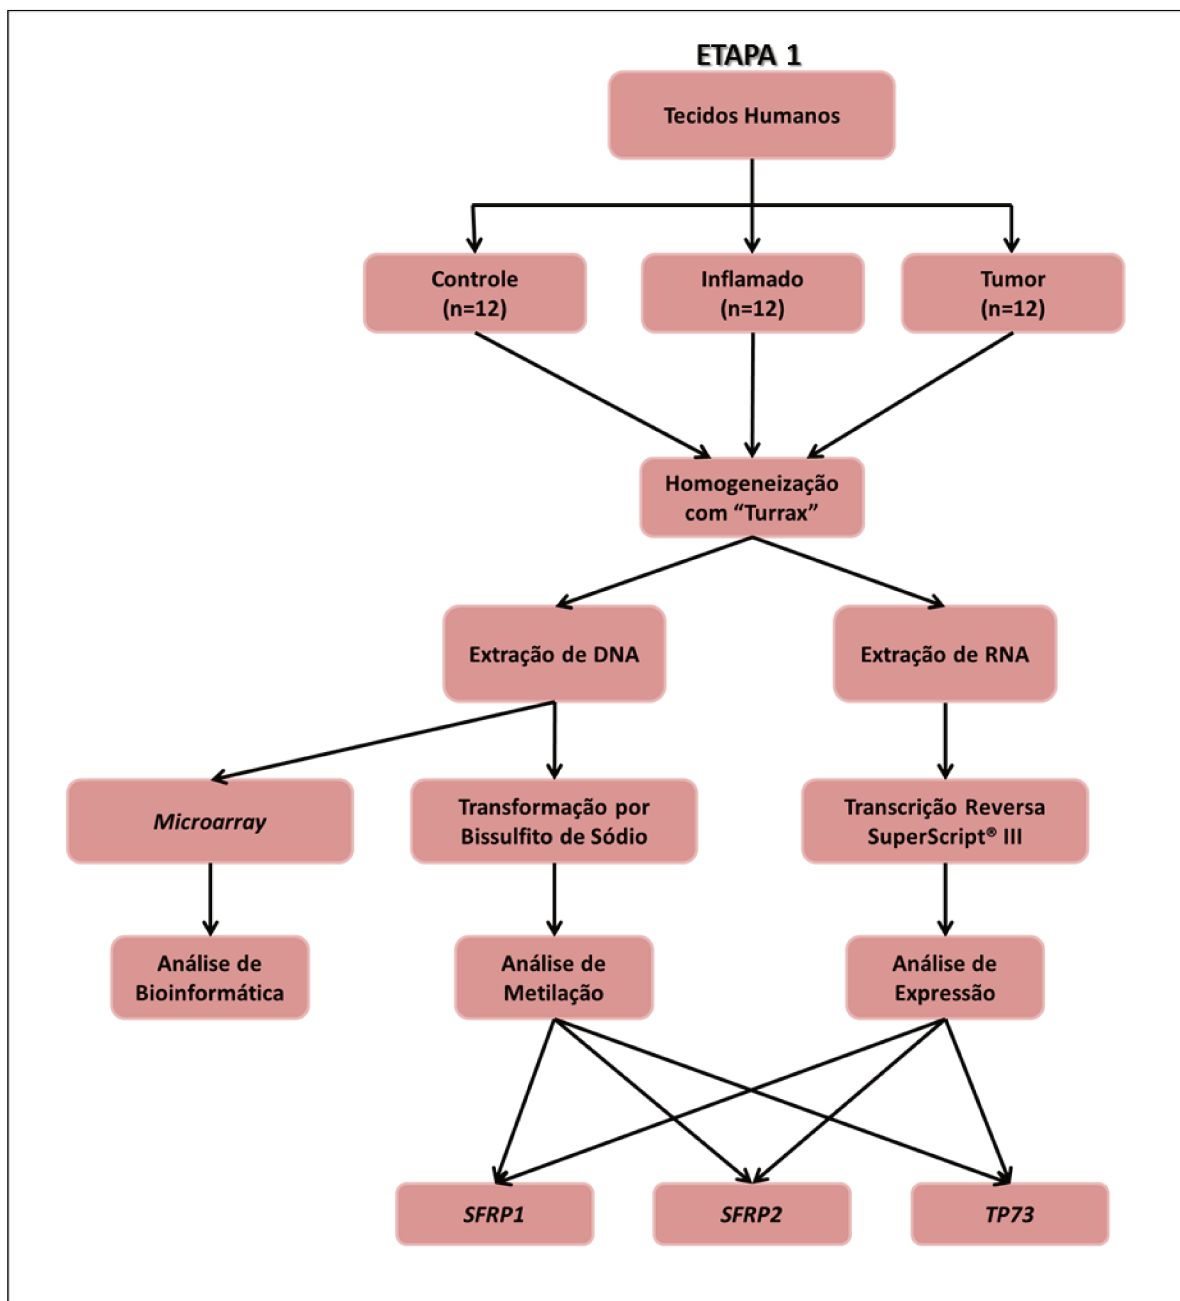 ETAPA 1
Tecidos Humanos
Controle
(n=12)
Inflamado
(n=12)
Tumor
(n=12)
Homogeneização
com “Turrax”
Extração de DNA
Extração de RNA
Microarray
Transformação por
Bissulfito de Sódio
Transcrição Reversa
SuperScript® III
Análise de
Bioinformática
Análise de
Metilação
Análise de
Expressão
SFRP1
SFRP2
TP73